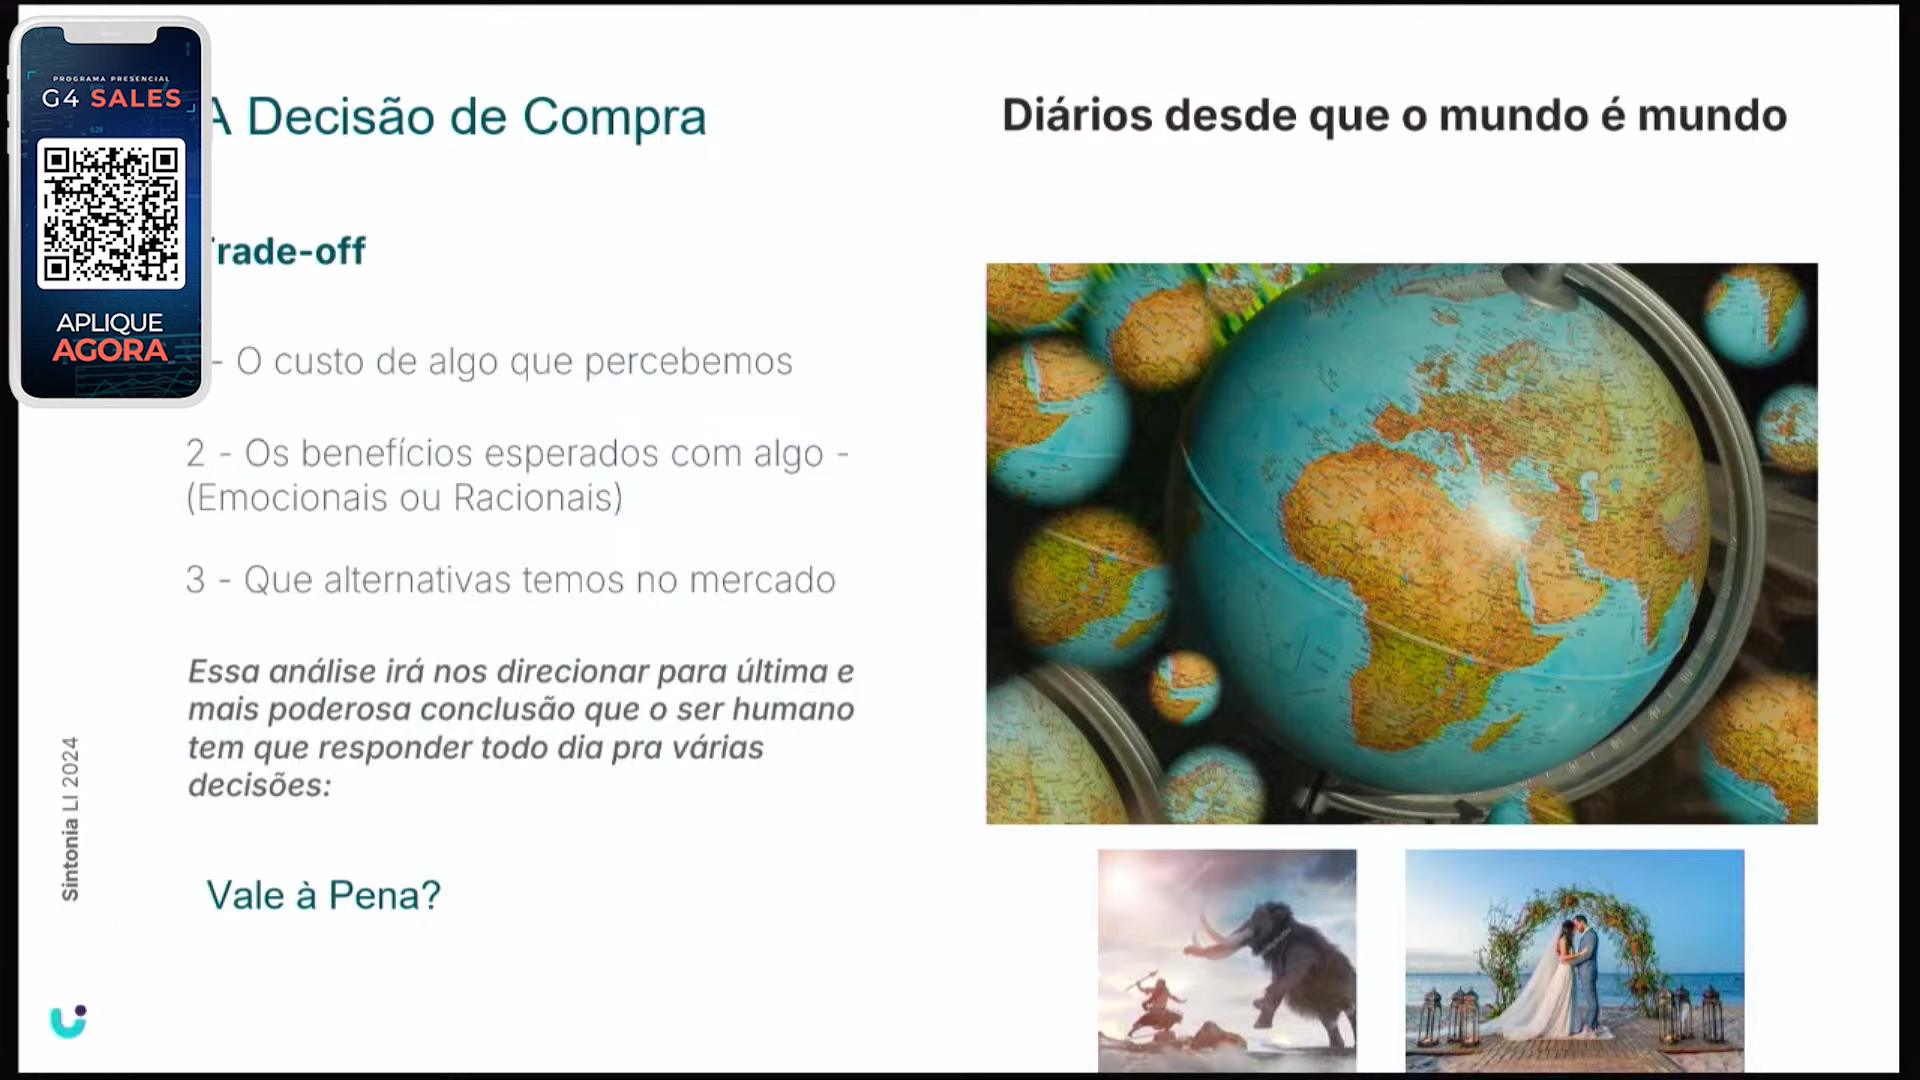 PROGRAMA PRESENCIAL
G4 SALES
APLIQUE
AGORA
A Decisão de Compra
Trade-off
- O custo de algo que percebemos
2 - Os benefícios esperados com algo -
(Emocionais ou Racionais)
3 - Que alternativas temos no mercado
Essa análise irá nos direcionar para última e
mais poderosa conclusão que o ser humano
tem que responder todo dia pra várias
decisões:
Vale à Pena?
Sintonia LI 2024
Diários desde que o mundo é mundo